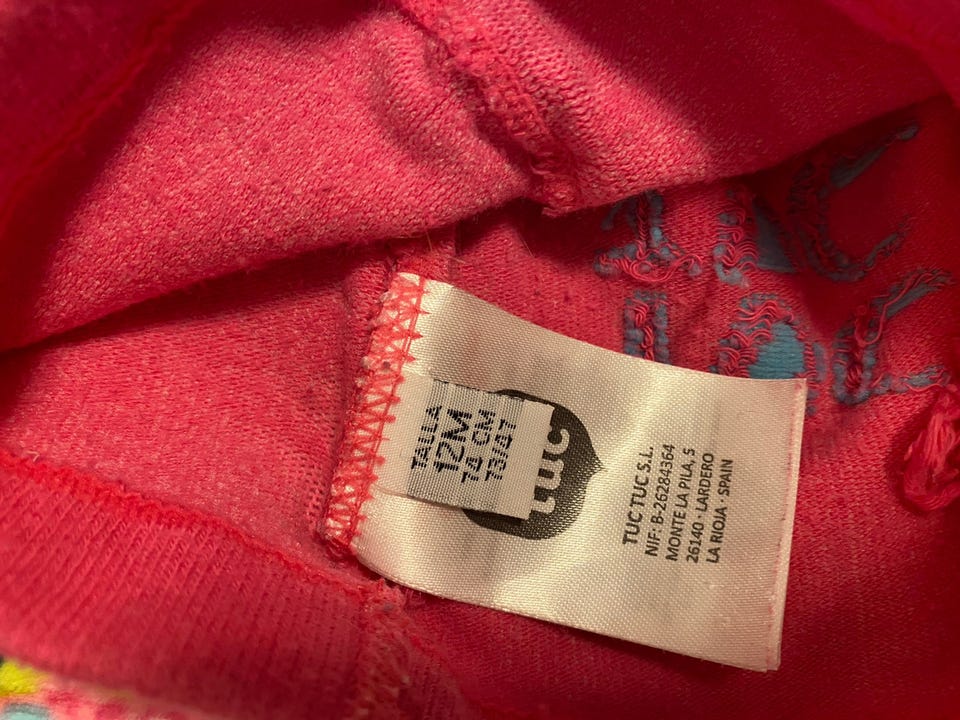 TALLA
12M
74 CM
T3/47
tuc
TUC TUC S.L.
NIF: B-26284364
MONTE LA PILA, 5
26140 · LARDERO
LA RIOJA · SPAIN